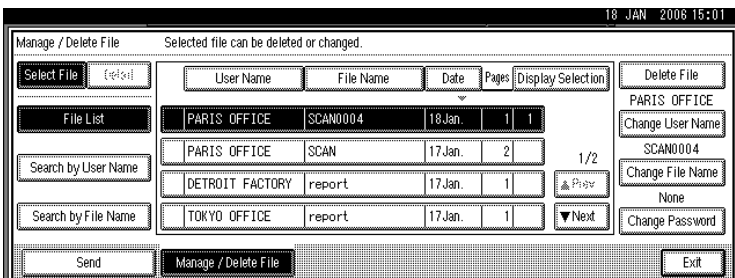 18 JAN 2006 15:01
Manage / Delete File Selected file can be deleted or changed.
Select File Detail User Name File Name Date Pages Display Selection Delete File
PARIS OFFICE
File List PARIS OFFICE SCAN0004 18Jan. 1 1 Change User Name
PARIS OFFICE SCAN 17Jan. 2 1/2 SCAN0004
Search by User Name Change File Name
DETROIT FACTORY report 17Jan. 1 ▲Prev. None
Search by File Name TOKYO OFFICE report 17Jan. 1 ▼Next Change Password
Send Manage / Delete File Exit